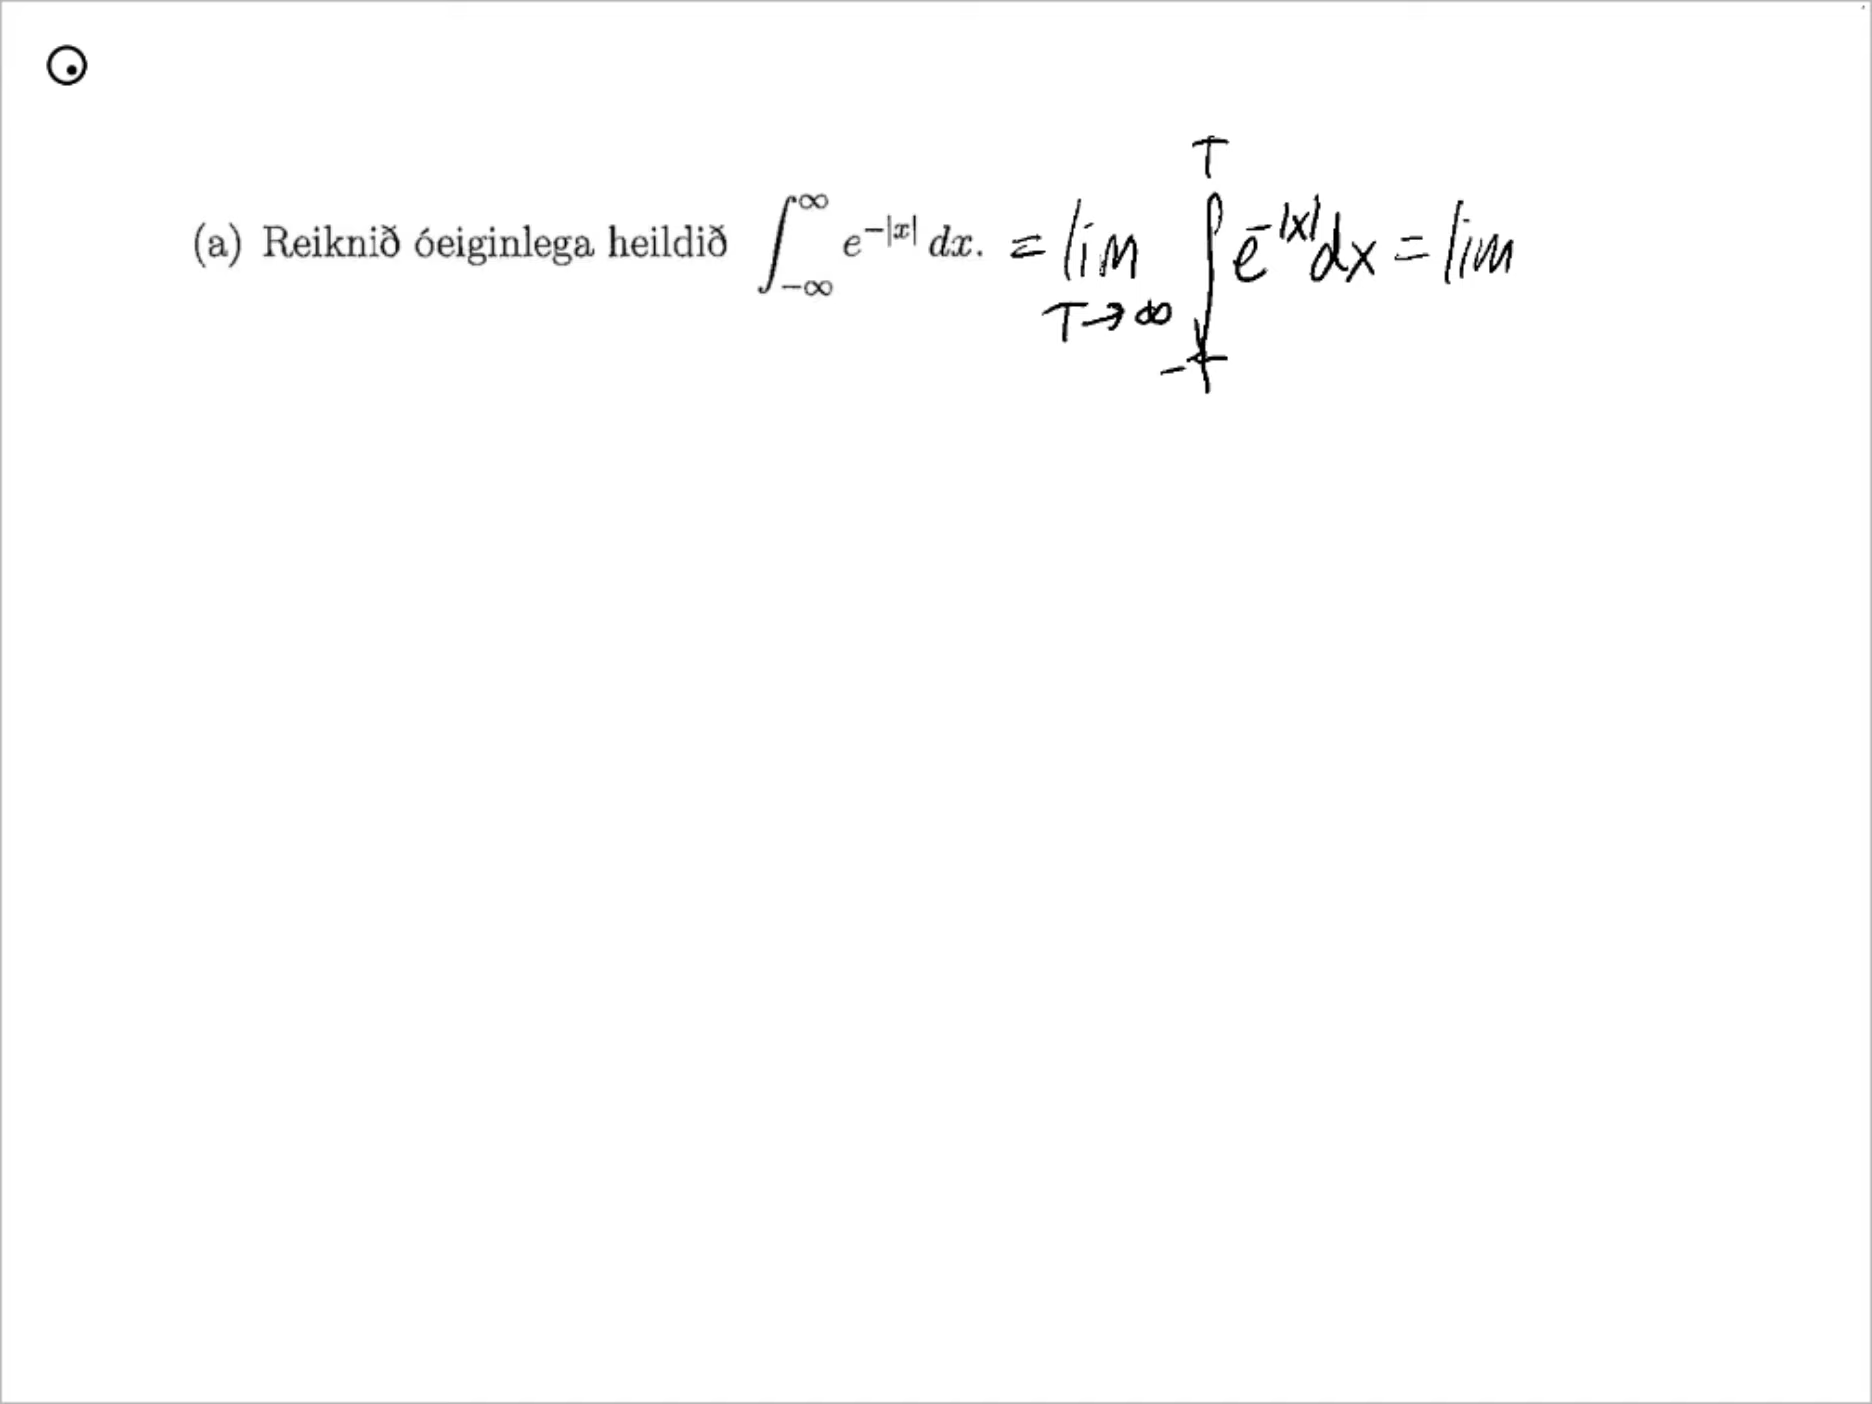 (a) Reiknið óeiginlega heildið ∫_{-∞}^{∞} e^{-|x|} dx. = lim_{T→∞} ∫_{-T}^{T} e^{-|x|} dx = lim